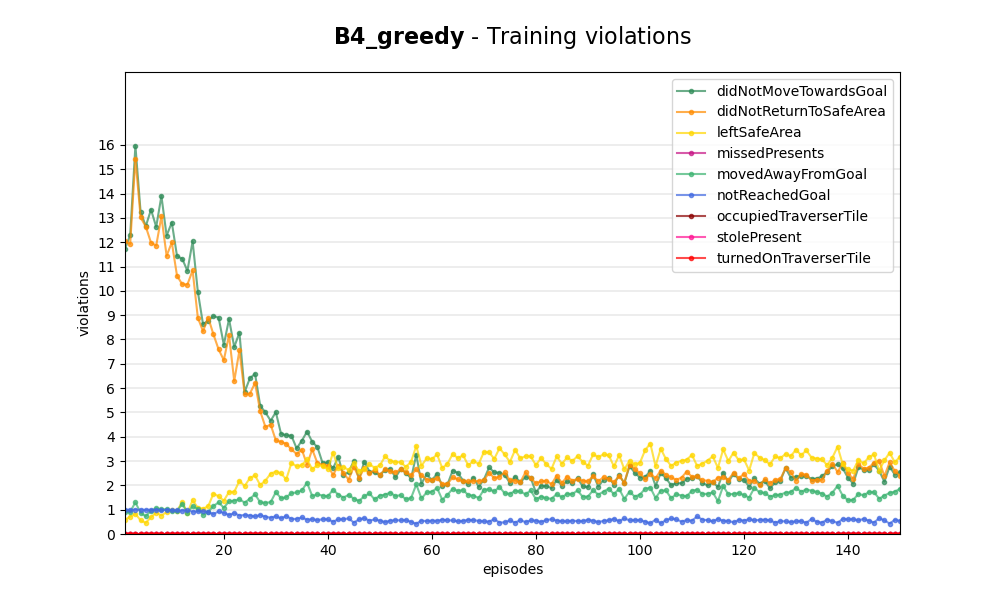 B4_greedy - Training violations
didNotMoveTowardsGoal
didNotReturnToSafeArea
leftSafeArea
missedPresents
movedAwayFromGoal
notReachedGoal
occupiedTraverserTile
stolePresent
turnedOnTraverserTile
violations
16
15
14
13
12
11
10
9
8
7
6
5
4
3
2
1
0
20 40 60 80 100 120 140
episodes